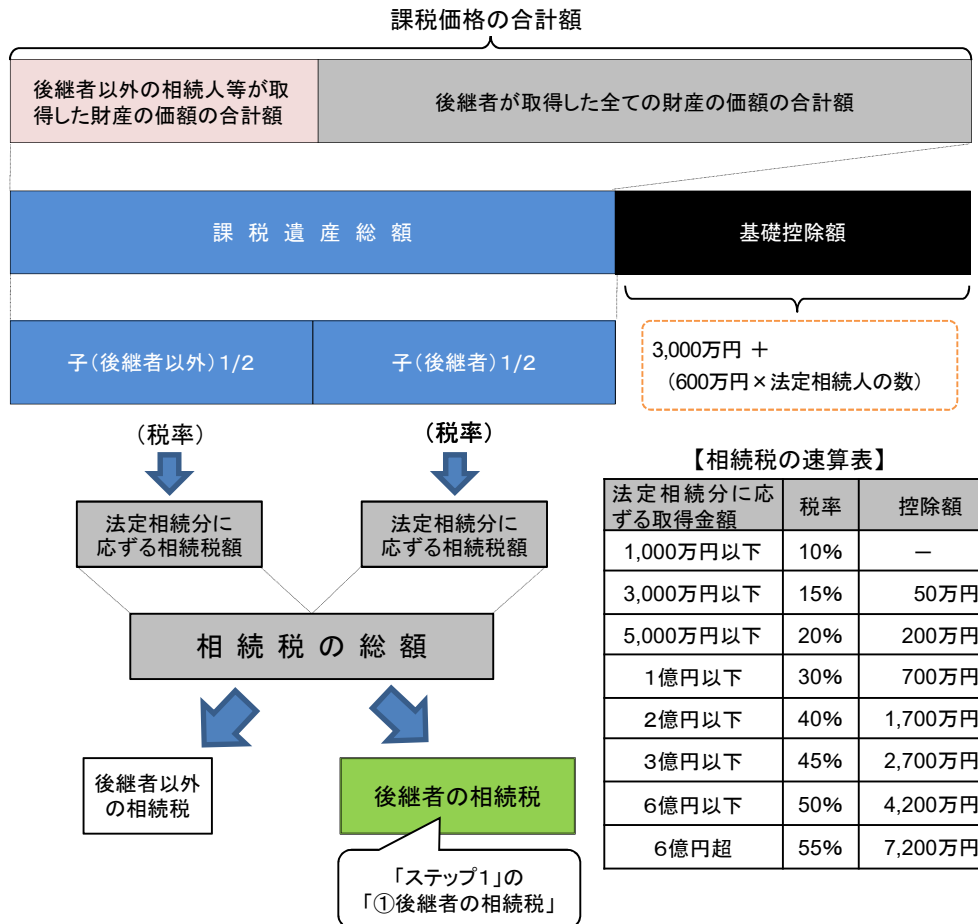 課税価格の合計額
後継者以外の相続人等が取
得した財産の価額の合計額
後継者が取得した全ての財産の価額の合計額
課税遺産総額
基礎控除額
子(後継者以外)1/2
子(後継者)1/2
3,000万円 +
(600万円×法定相続人の数)
(税率)
(税率)
法定相続分に
応ずる相続税額
法定相続分に
応ずる相続税額
相続税の総額
後継者以外
の相続税
後継者の相続税
「ステップ1」の
「①後継者の相続税」
【相続税の速算表】
法定相続分に応
ずる取得金額
税率
控除額
1,000万円以下 10% －
3,000万円以下 15% 50万円
5,000万円以下 20% 200万円
1億円以下 30% 700万円
2億円以下 40% 1,700万円
3億円以下 45% 2,700万円
6億円以下 50% 4,200万円
6億円超 55% 7,200万円